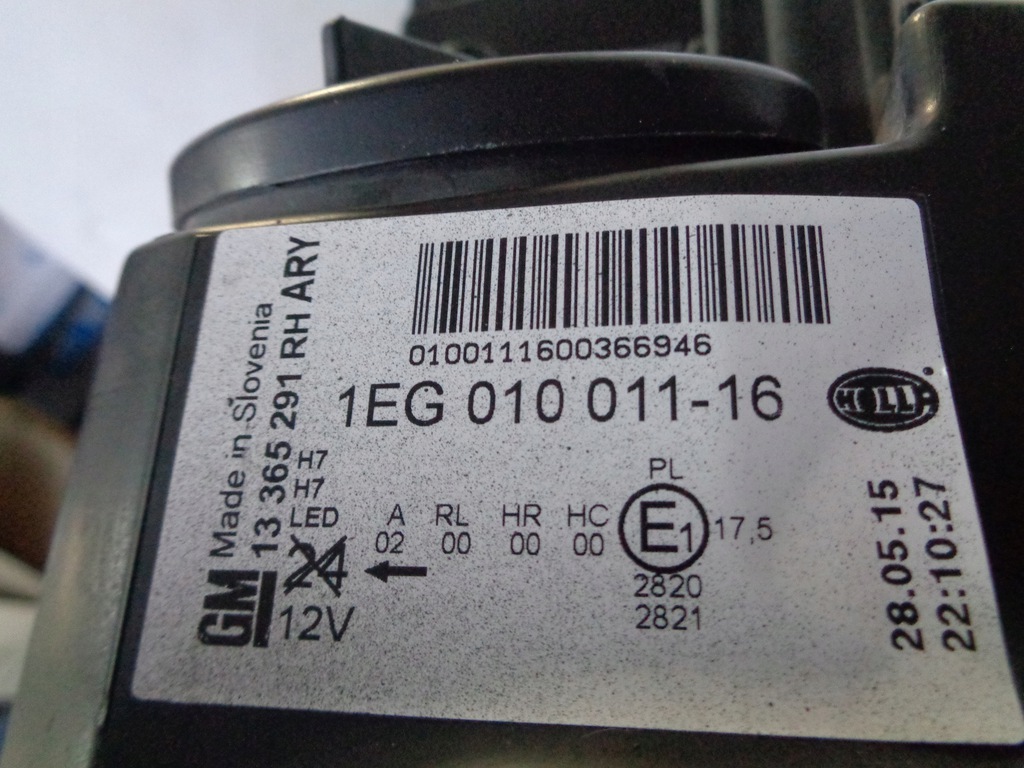 0100111600366946
1EG 010 011-16
HELLA
Made in Slovenia
13 365 291 RH ARY
GM
H7
H7
LED
24
12V
A RL HR HC
02 00 00 00
PL
E1
17,5
2820
2821
28.05.15
22:10:27